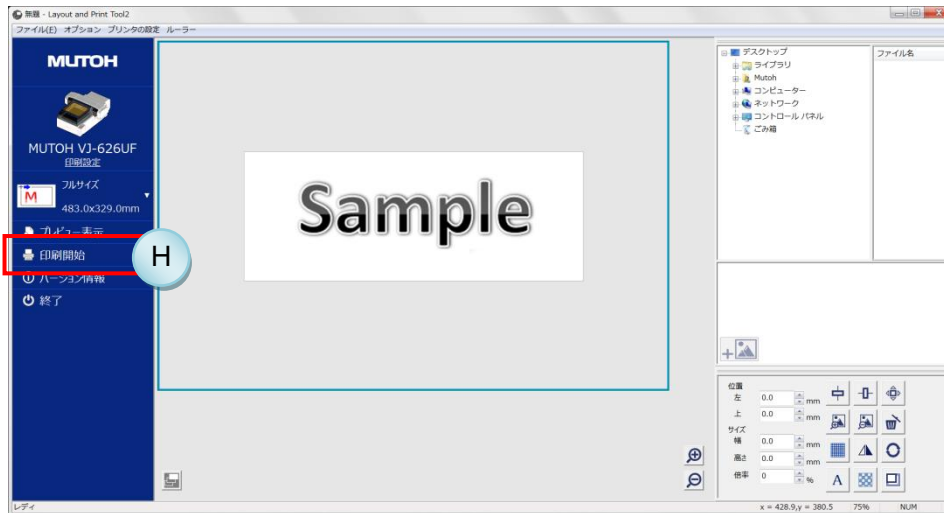 無題 - Layout and Print Tool2
ファイル(E) オプション プリンタの設定 ルーラー
MUTOH
MUTOH VJ-626UF
印刷設定
M
フルサイズ
483.0x329.0mm
プレビュー表示
印刷開始
H
バージョン情報
終了
Sample
デスクトップ
ライブラリ
Mutoh
コンピューター
ネットワーク
コントロール パネル
ごみ箱
ファイル名
位置
左 0.0 mm
上 0.0 mm
サイズ
幅 0.0 mm
高さ 0.0 mm
倍率 0 %
A
レディ
x = 428.9,y = 380.5 75% NUM